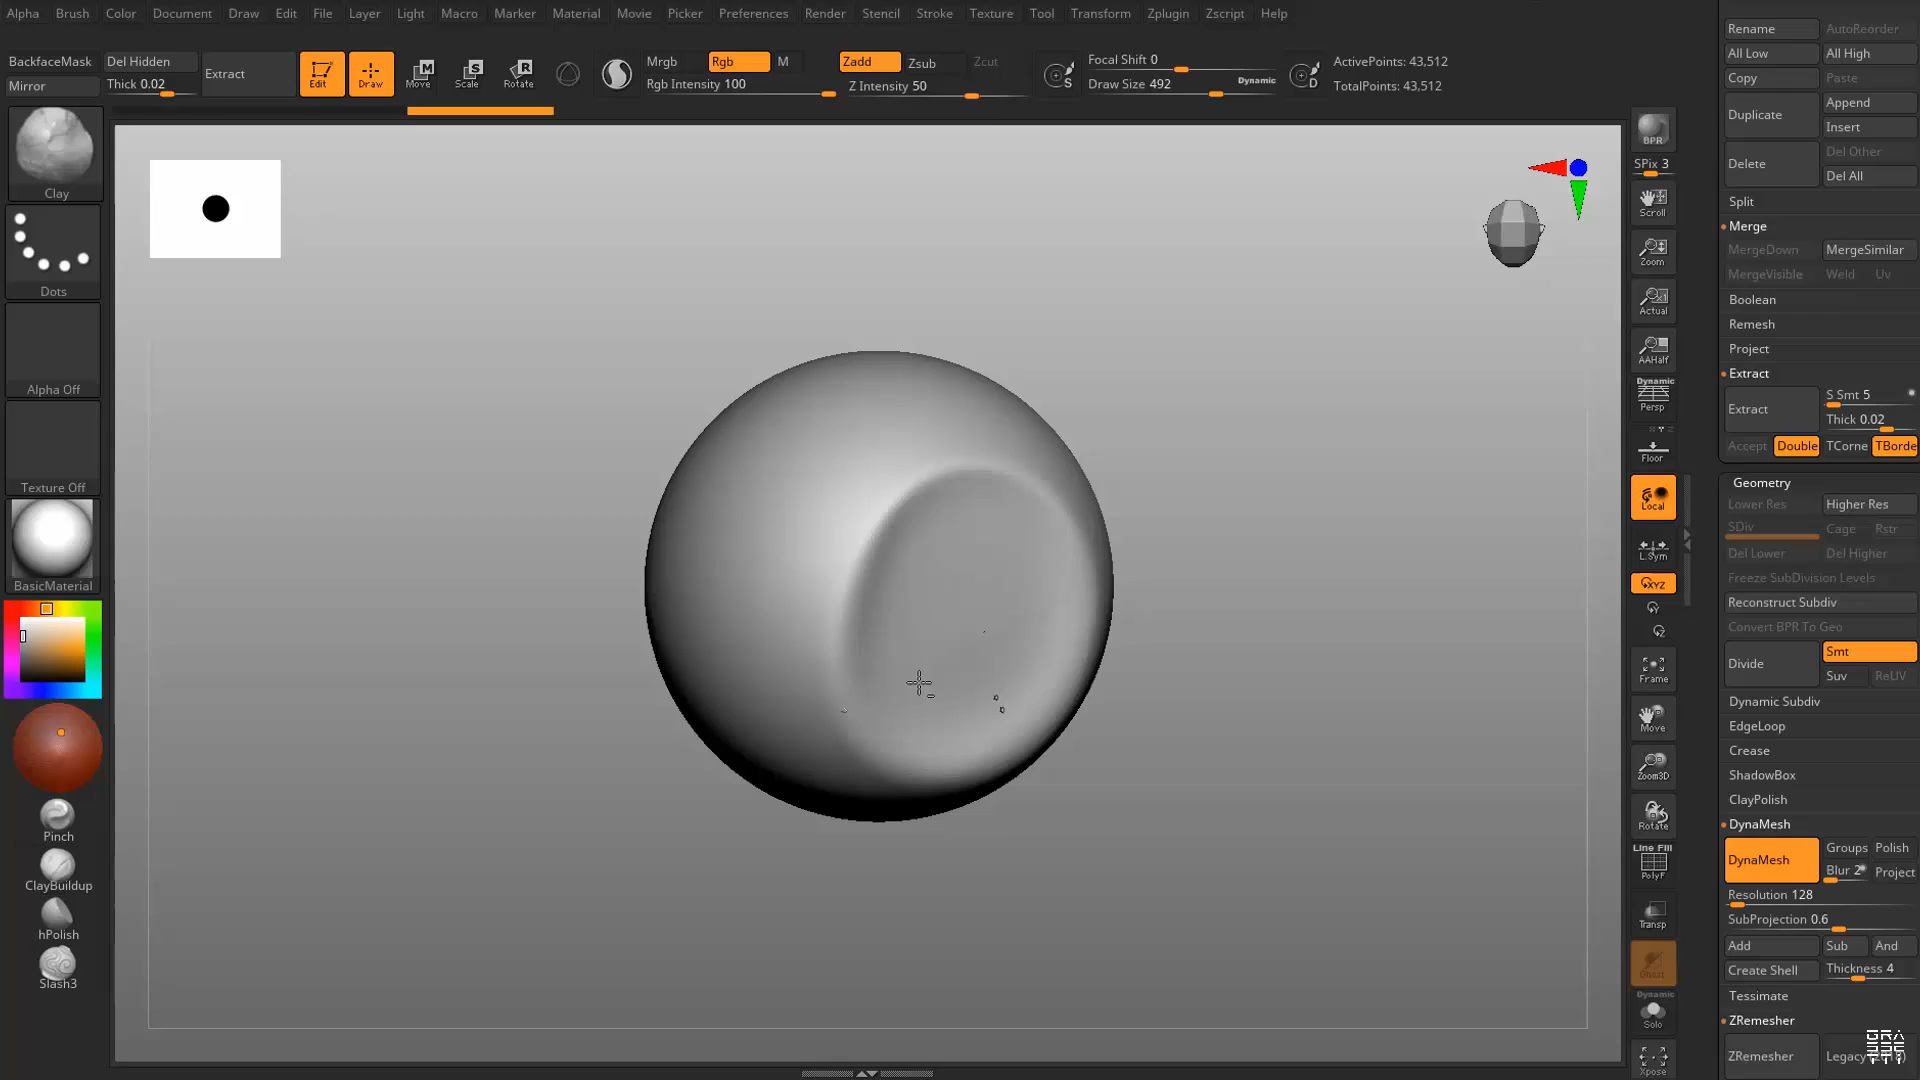 Alpha Brush Color Document Draw Edit File Layer Light Macro Marker Material Movie Picker Preferences Render Stencil Stroke Texture Tool Transform Zplugin Zscript Help
BackfaceMask Del Hidden
Mirror Thick 0.02 Extract
Edit Draw Move Scale Rotate
M S R
Mrgb Rgb M
Rgb Intensity 100
Zadd Zsub Zcut
Z Intensity 50
S
Focal Shift 0
Draw Size 492 Dynamic
D
ActivePoints: 43,512
TotalPoints: 43,512
Clay
Dots
Alpha Off
Texture Off
BasicMaterial
Pinch
ClayBuildup
hPolish
Slash3
BPR
SPix 3
Scroll
Zoom
Actual
AAHalf
Dynamic
Persp
Floor
Local
L.Sym
XYZ
Frame
Move
Zoom3D
Rotate
Line Fill
PolyF
Transp
Ghost
Dynamic
Solo
Xpose
Rename AutoReorder
All Low All High
Copy Paste
Duplicate Append
Insert
Delete Del Other
Del All
Split
Merge
MergeDown MergeSimilar
MergeVisible Weld Uv
Boolean
Remesh
Project
Extract
Extract S Smt 5
Thick 0.02
Accept Double TCorne TBorde
Geometry
Lower Res Higher Res
SDiv Cage Rstr
Del Lower Del Higher
Freeze SubDivision Levels
Reconstruct Subdiv
Convert BPR To Geo
Divide Smt
Suv ReUV
Dynamic Subdiv
EdgeLoop
Crease
ShadowBox
ClayPolish
DynaMesh
DynaMesh Groups Polish
Blur 2 Project
Resolution 128
SubProjection 0.6
Add Sub And
Create Shell Thickness 4
Tessimate
ZRemesher
ZRemesher